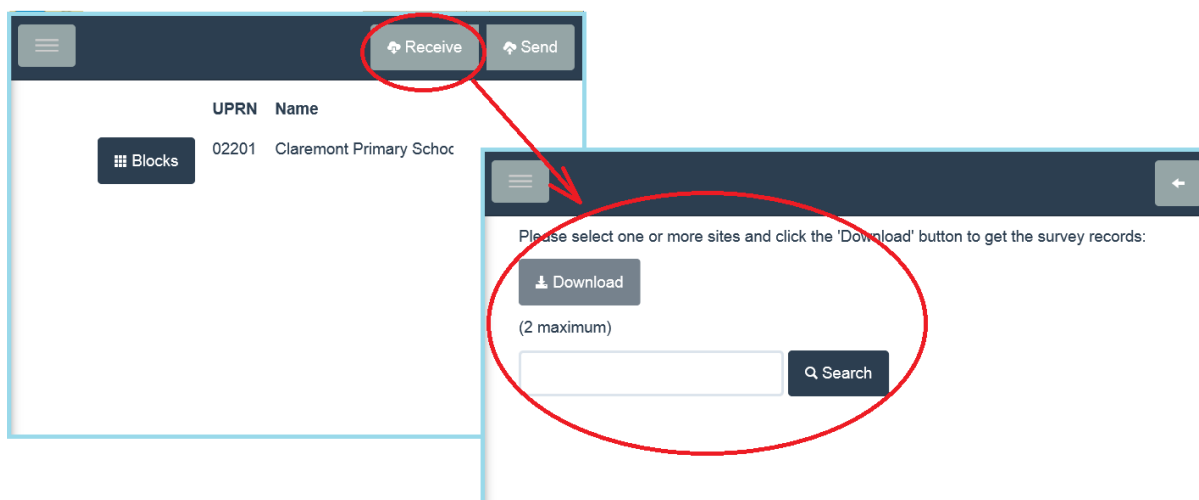 Receive
Send
UPRN Name
Blocks
02201 Claremont Primary Schoc
Please select one or more sites and click the 'Download' button to get the survey records:
Download
(2 maximum)
Search